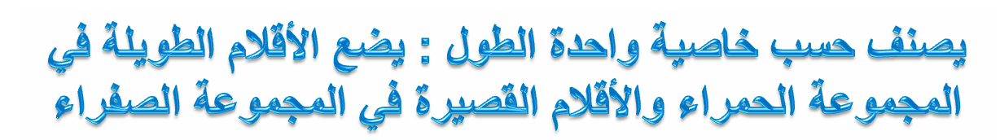 يصنف حسب خاصية واحدة الطول : يضع الأقلام الطويلة في
المجموعة الحمراء والأقلام القصيرة في المجموعة الصفراء